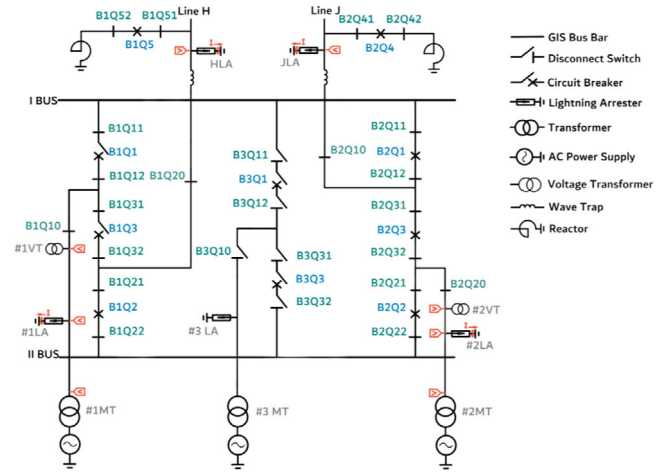 Line H
Line J
B1Q52
B1Q51
B2Q41
B2Q42
B1Q5
B2Q4
I
HLA
I
JLA
I BUS
B1Q11
B1Q1
B1Q12
B1Q20
B1Q31
B1Q10
B1Q3
#1VT
B1Q32
B1Q21
B1Q2
I
#1LA
B1Q22
B3Q11
B3Q1
B3Q12
B3Q10
B3Q31
B3Q3
B3Q32
#3 LA
B2Q10
B2Q11
B2Q1
B2Q12
B2Q31
B2Q3
B2Q32
B2Q21
B2Q20
B2Q2
#2VT
B2Q22
I
#2LA
II BUS
#1MT
#3 MT
#2MT
GIS Bus Bar
Disconnect Switch
Circuit Breaker
Lightning Arrester
Transformer
AC Power Supply
Voltage Transformer
Wave Trap
Reactor